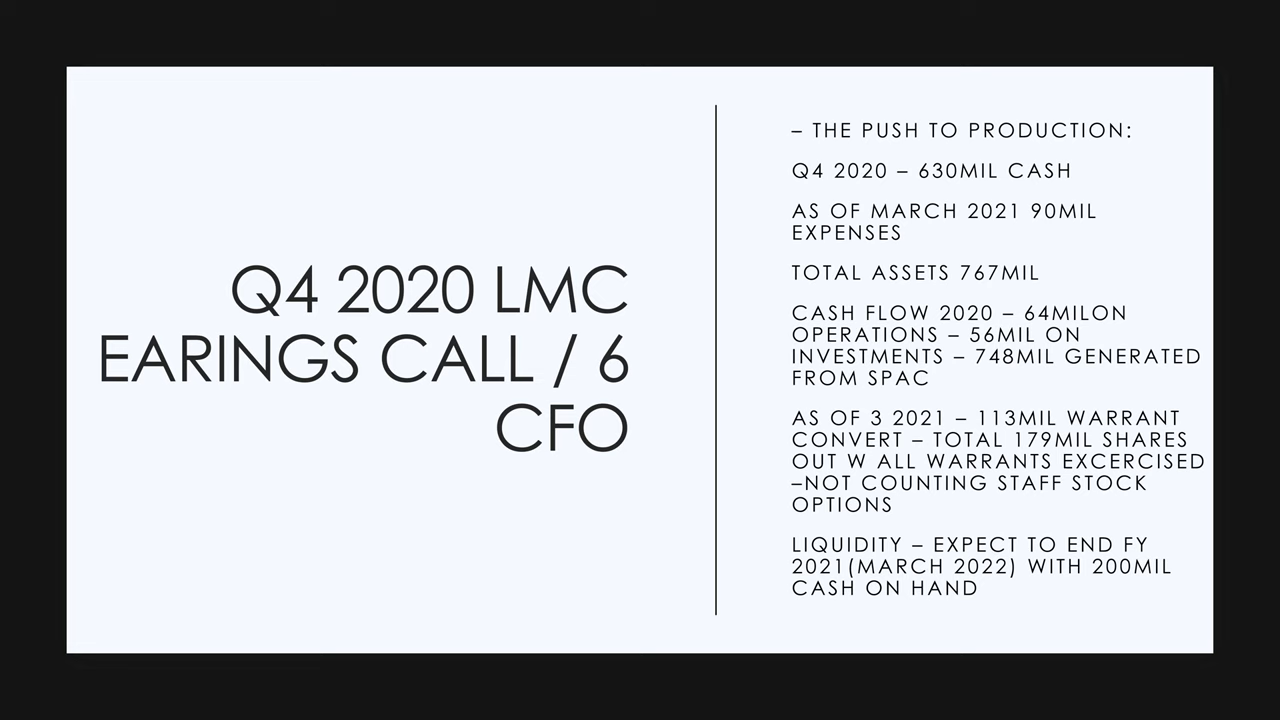 Q4 2020 LMC
EARINGS CALL / 6
CFO
– THE PUSH TO PRODUCTION:
Q4 2020 – 630MIL CASH
AS OF MARCH 2021 90MIL
EXPENSES
TOTAL ASSETS 767MIL
CASH FLOW 2020 – 64MILON
OPERATIONS – 56MIL ON
INVESTMENTS – 748MIL GENERATED
FROM SPAC
AS OF 3 2021 – 113MIL WARRANT
CONVERT – TOTAL 179MIL SHARES
OUT W ALL WARRANTS EXCERCISED
–NOT COUNTING STAFF STOCK
OPTIONS
LIQUIDITY – EXPECT TO END FY
2021(MARCH 2022) WITH 200MIL
CASH ON HAND